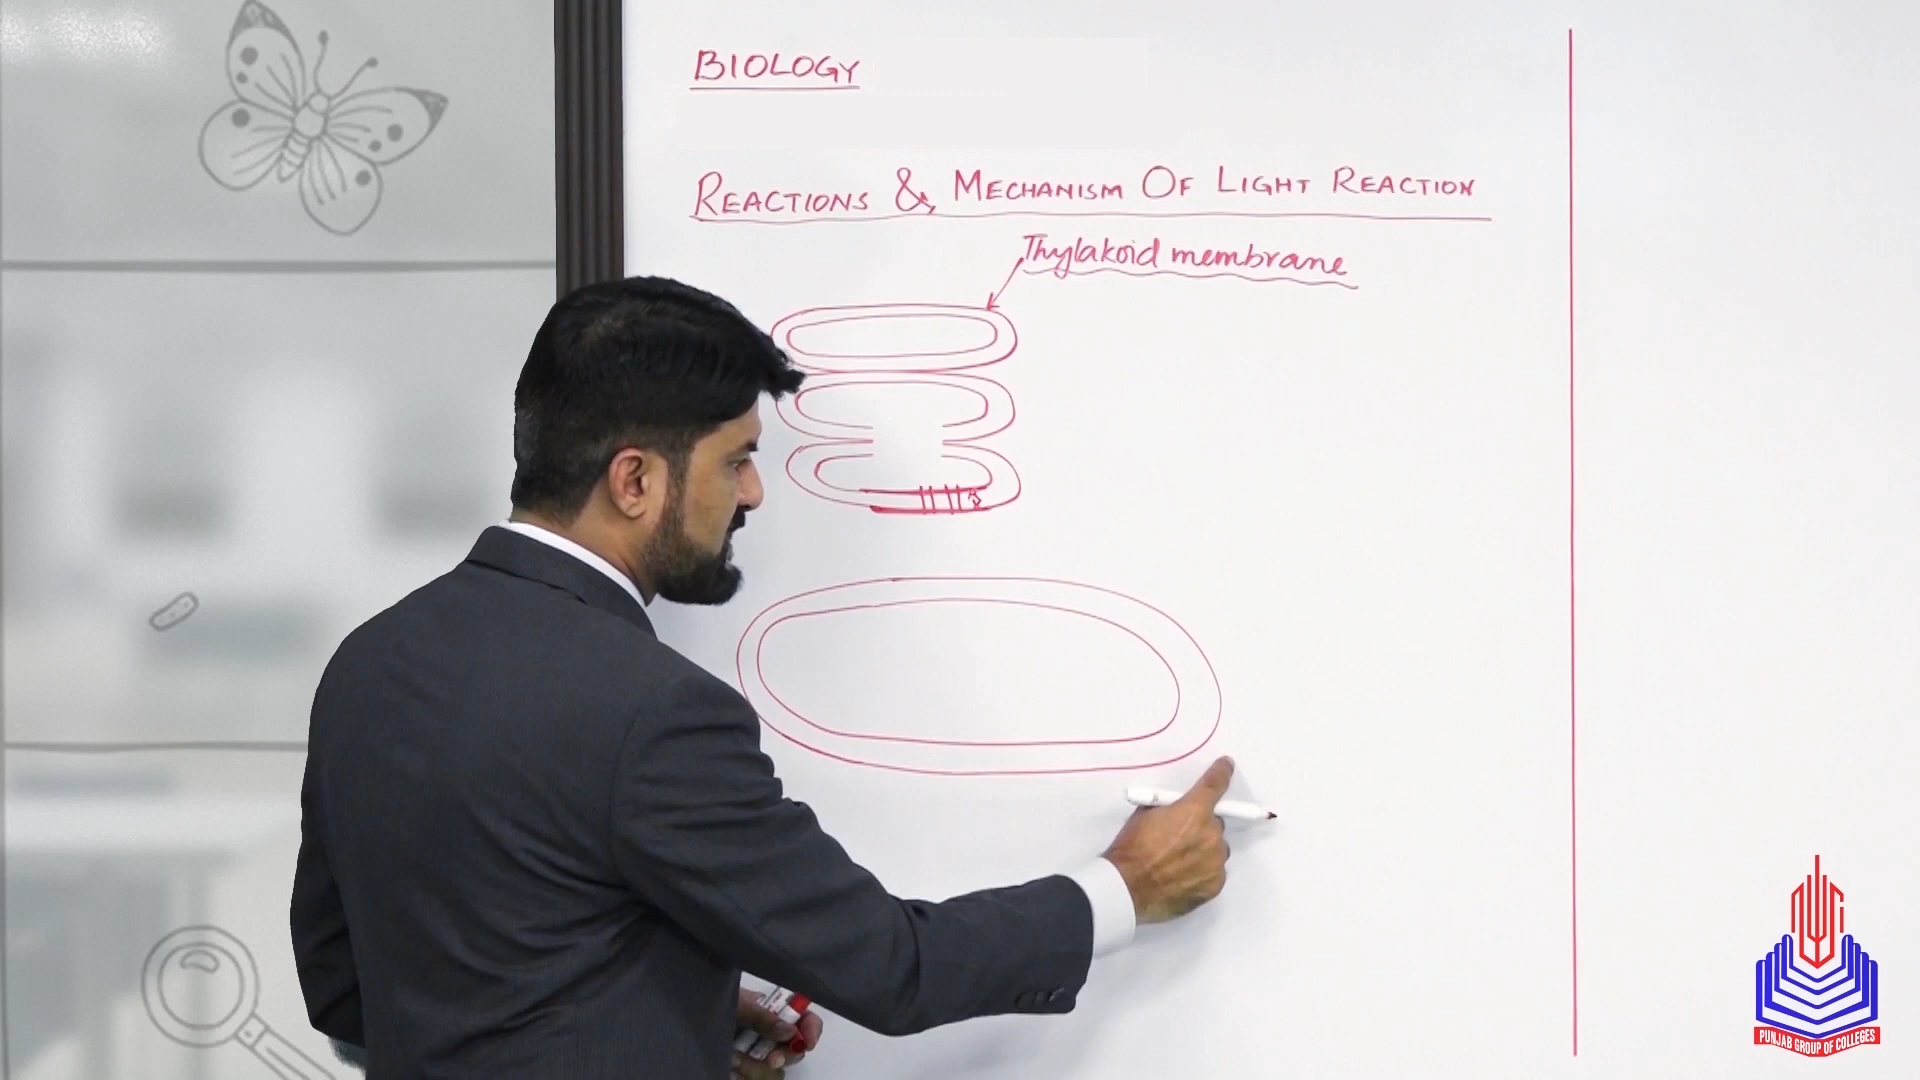 BIOLOGY
REACTIONS & MECHANISM OF LIGHT REACTION
Thylakoid membrane
PUNJAB GROUP OF COLLEGES